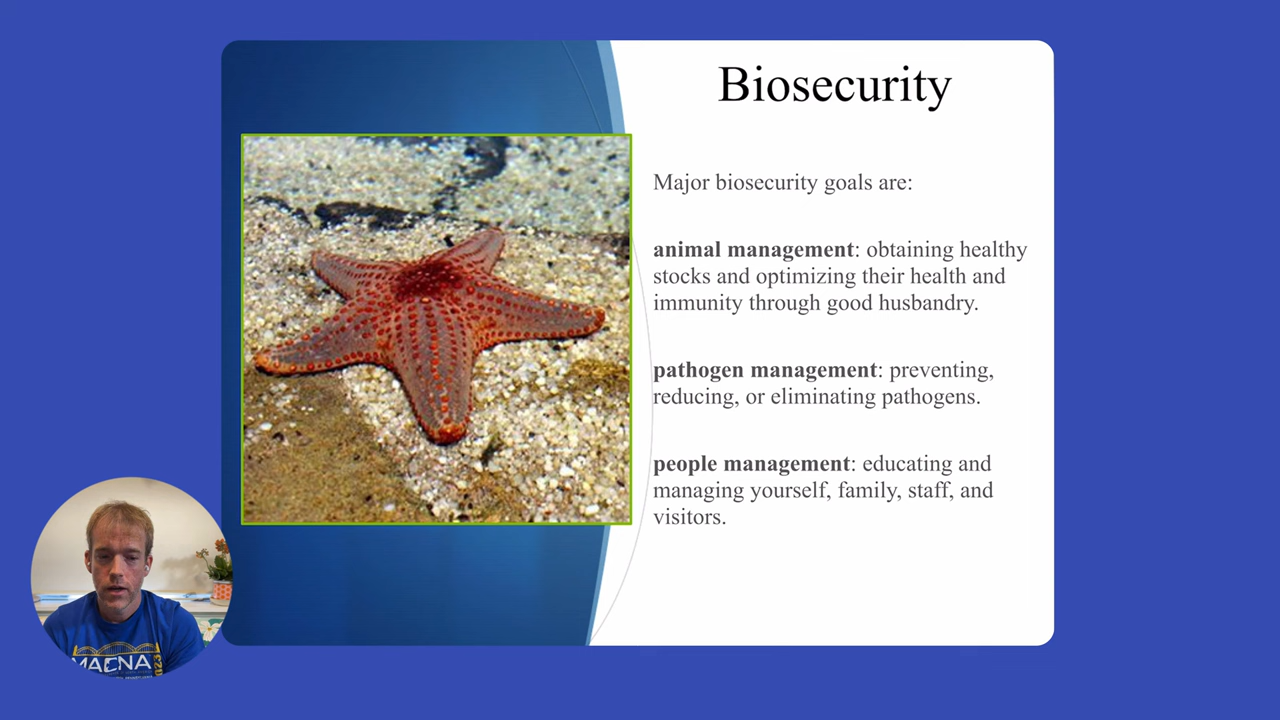 Biosecurity
Major biosecurity goals are:
animal management: obtaining healthy
stocks and optimizing their health and
immunity through good husbandry.
pathogen management: preventing,
reducing, or eliminating pathogens.
people management: educating and
managing yourself, family, staff, and
visitors.
MACNA